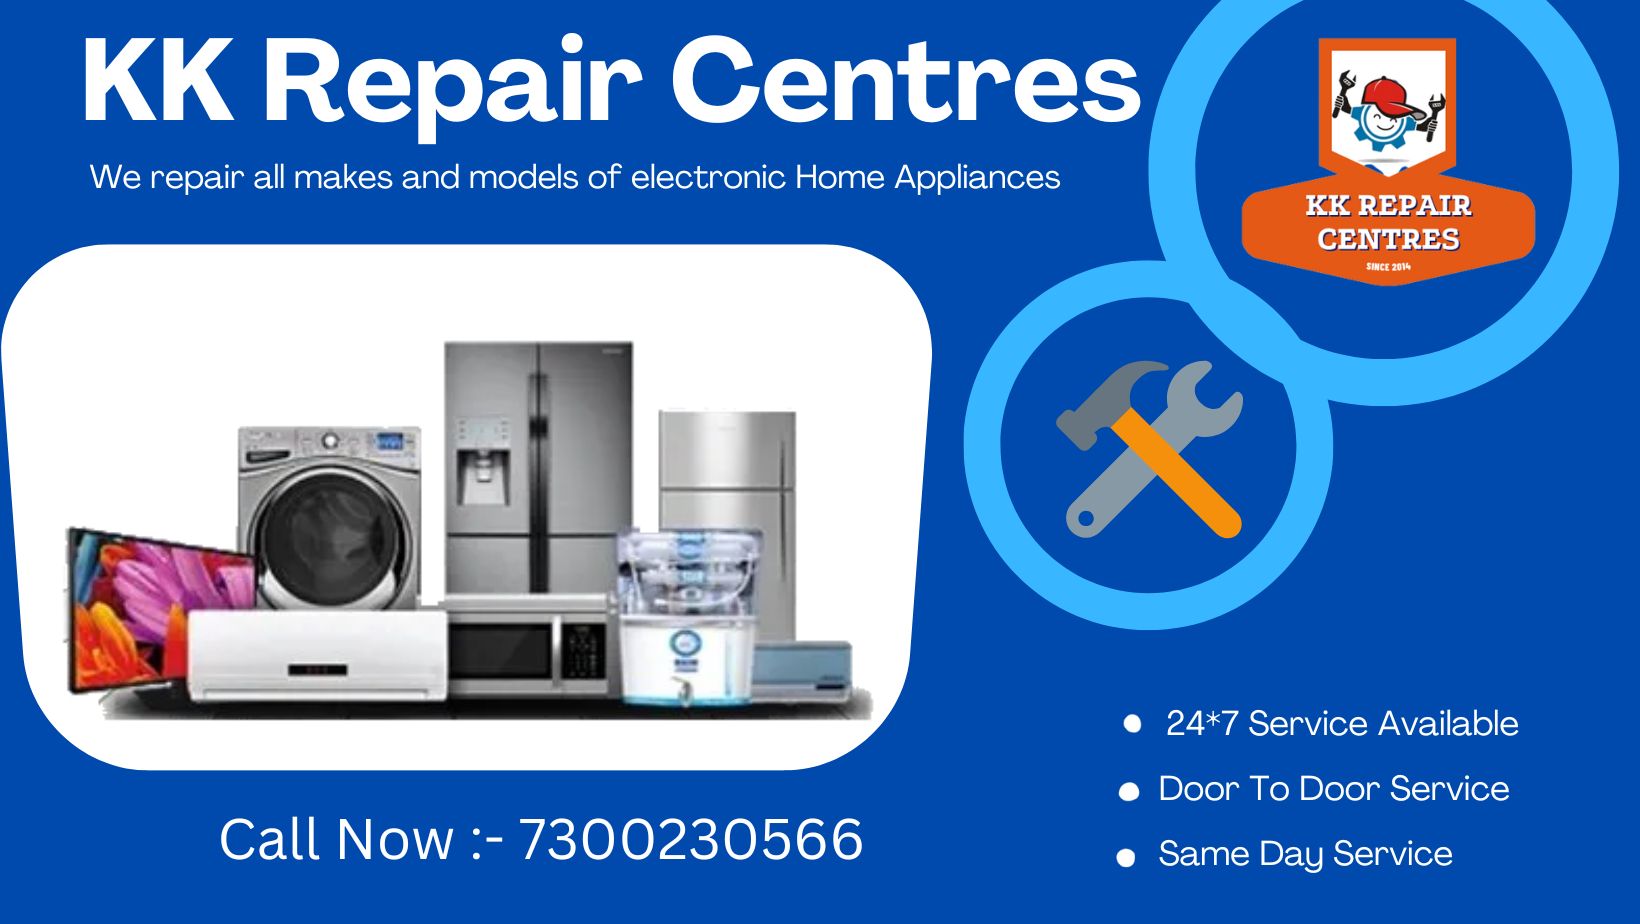 KK Repair Centres
We repair all makes and models of electronic Home Appliances
KK REPAIR
CENTRES
SINCE 2014
24*7 Service Available
Door To Door Service
Same Day Service
Call Now :- 7300230566